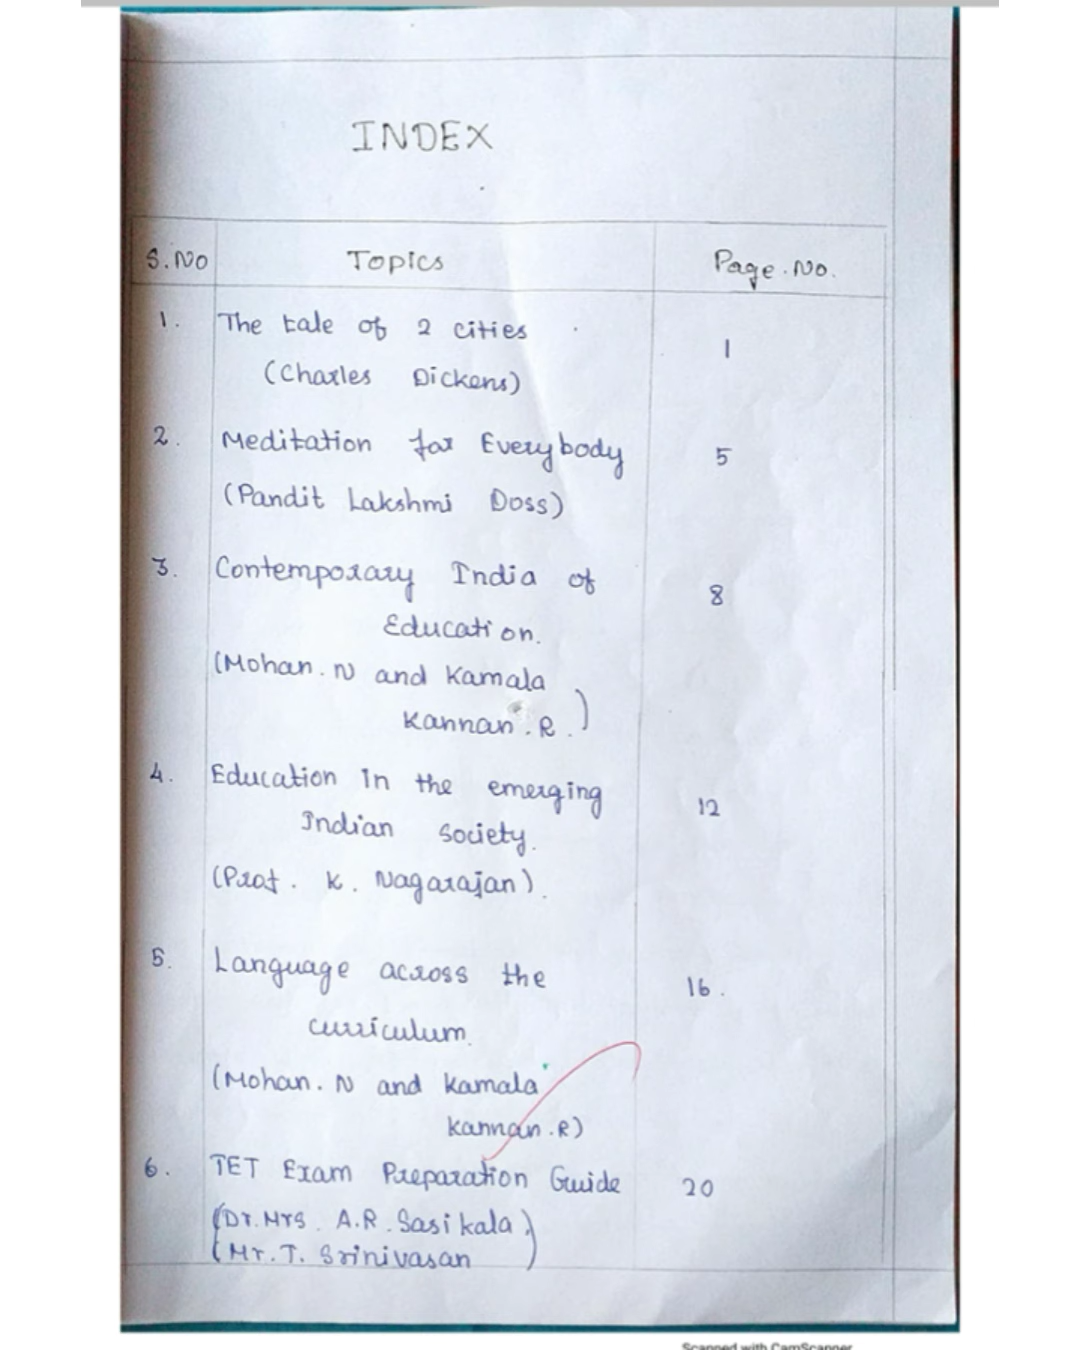 INDEX
S.No Topics Page.No.
1. The tale of 2 cities 1
(Charles Dickens)
2. Meditation for Everybody 5
(Pandit Lakshmi Doss)
3. Contemporary India of 8
Education.
(Mohan.N and Kamala
Kannan.R.)
4. Education in the emerging 12
Indian Society.
(Prof. K. Nagarajan).
5. Language across the 16.
curriculum.
(Mohan.N and Kamala
Kannan.R)
6. TET Exam Preparation Guide 20
(Dr.Mrs. A.R.Sasikala)
(Mr.T. Srinivasan
Scanned with CamScanner